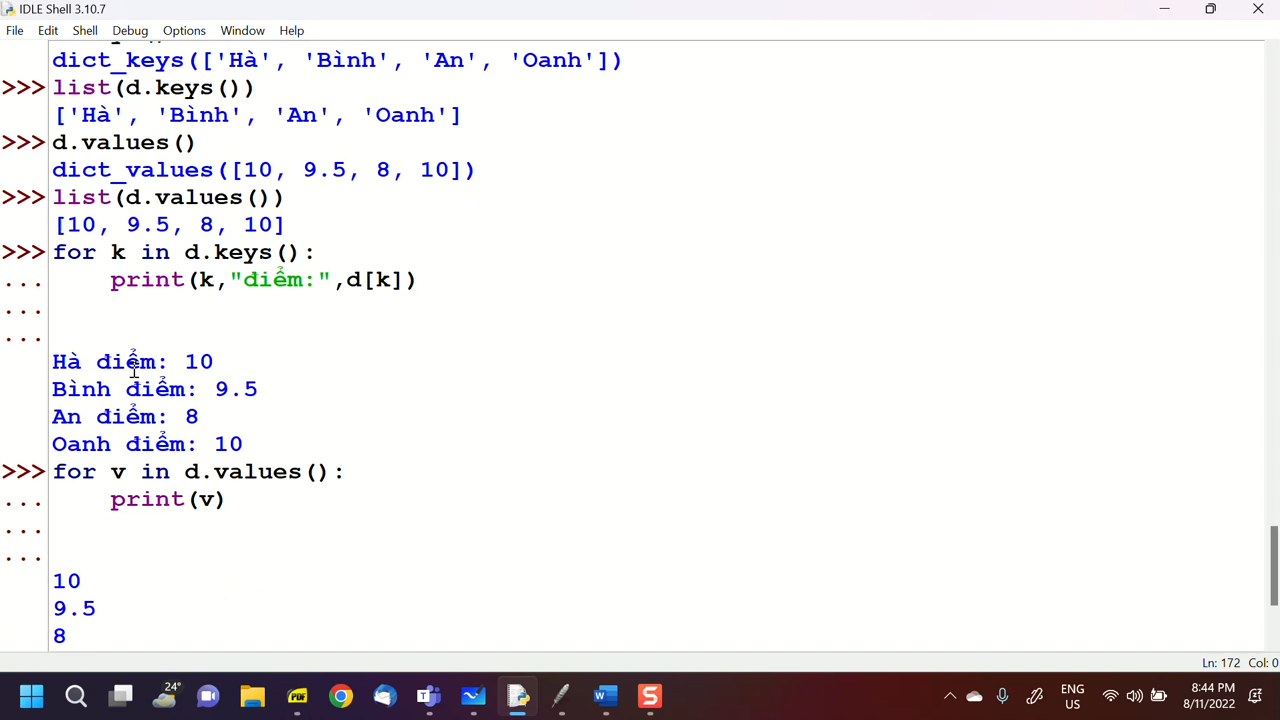 IDLE Shell 3.10.7
File Edit Shell Debug Options Window Help
dict_keys(['Hà', 'Bình', 'An', 'Oanh'])
>>> list(d.keys())
['Hà', 'Bình', 'An', 'Oanh']
>>> d.values()
dict_values([10, 9.5, 8, 10])
>>> list(d.values())
[10, 9.5, 8, 10]
>>> for k in d.keys():
... print(k,"điểm:",d[k])
...
...
Hà điểm: 10
Bình điểm: 9.5
An điểm: 8
Oanh điểm: 10
>>> for v in d.values():
... print(v)
...
...
10
9.5
8
Ln: 172 Col: 0
24°
PDF
ENG
US
8:44 PM
8/11/2022